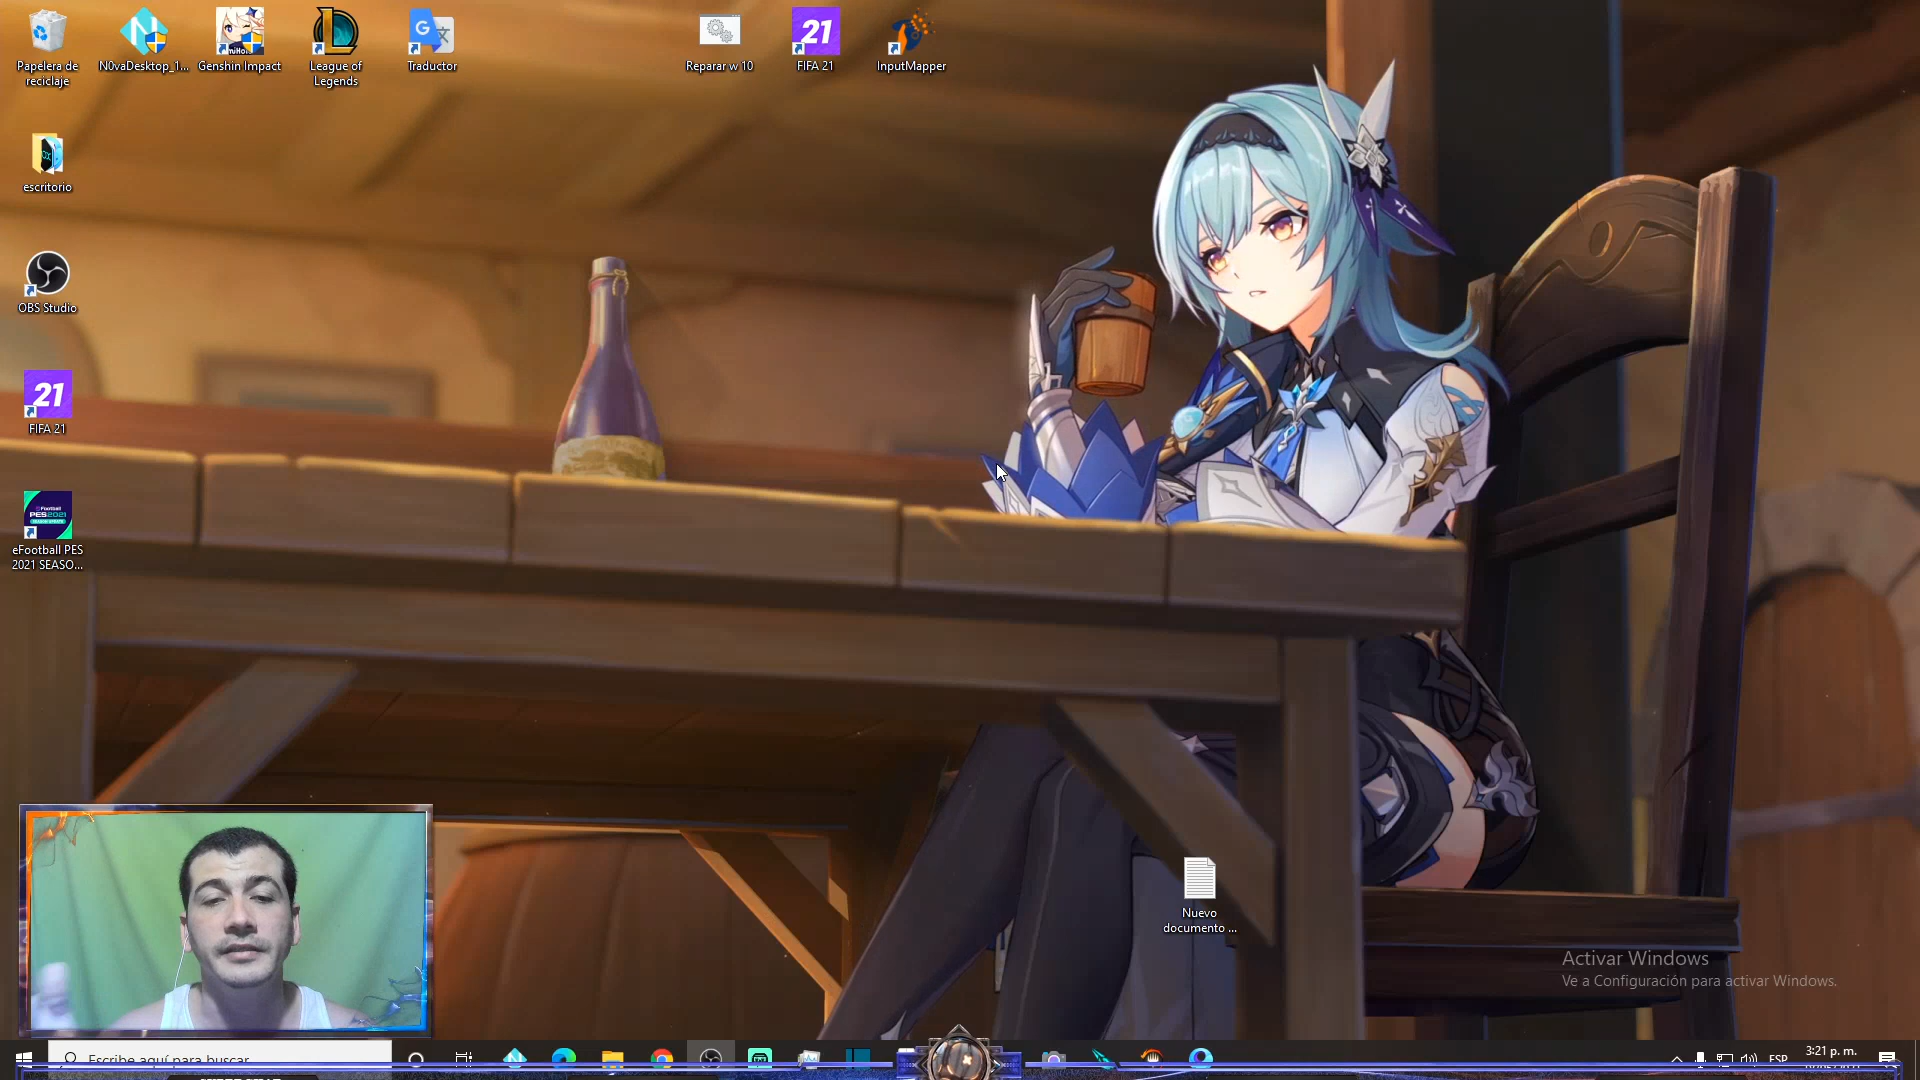 Papelera de
reciclaje
N0vaDesktop_1...
Genshin Impact
League of
Legends
Traductor
Reparar w 10
21
FIFA 21
InputMapper
escritorio
OBS Studio
21
FIFA 21
PES2021
eFootball PES
2021 SEASO...
Nuevo
documento ...
Activar Windows
Ve a Configuración para activar Windows.
Escribe aquí para buscar
ESP
3:21 p. m.